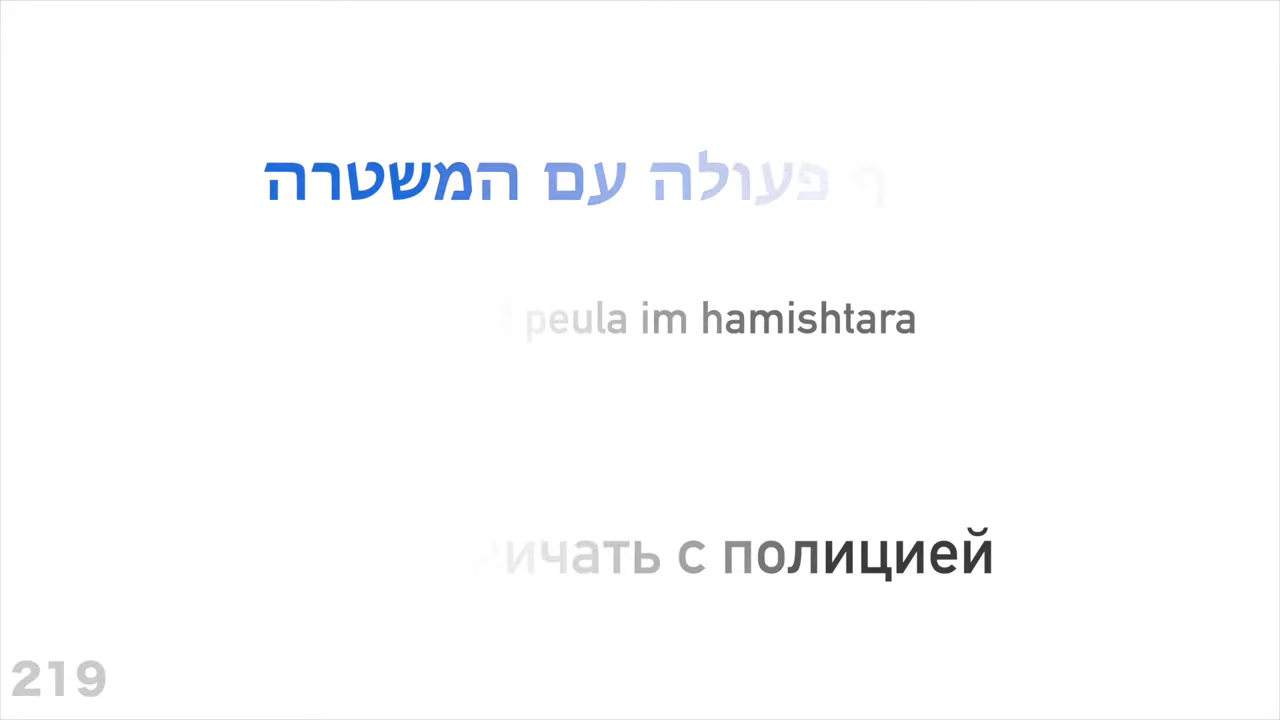 פעולה עם המשטרה
peula im hamishtara
с полицией
219